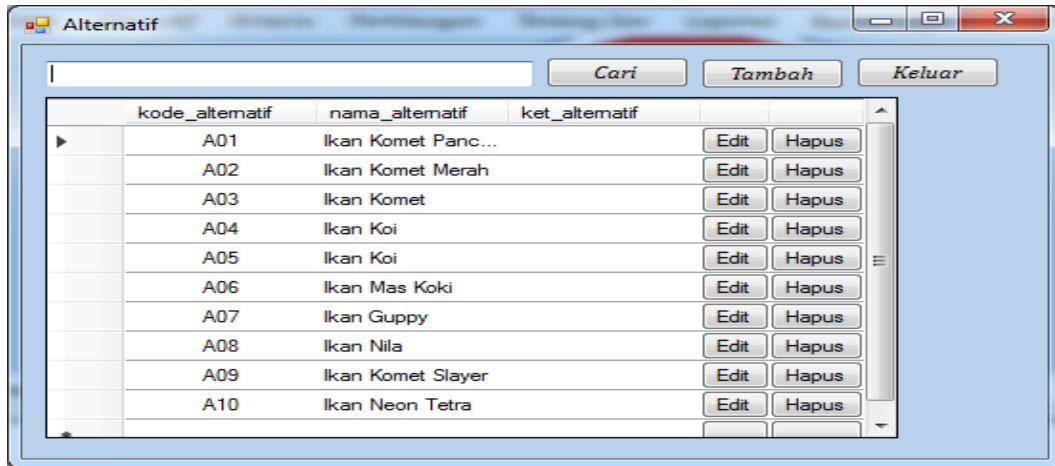 Alternatif
Cari Tambah Keluar
kode_alternatif nama_alternatif ket_alternatif
A01 Ikan Komet Panc... Edit Hapus
A02 Ikan Komet Merah Edit Hapus
A03 Ikan Komet Edit Hapus
A04 Ikan Koi Edit Hapus
A05 Ikan Koi Edit Hapus
A06 Ikan Mas Koki Edit Hapus
A07 Ikan Guppy Edit Hapus
A08 Ikan Nila Edit Hapus
A09 Ikan Komet Slayer Edit Hapus
A10 Ikan Neon Tetra Edit Hapus